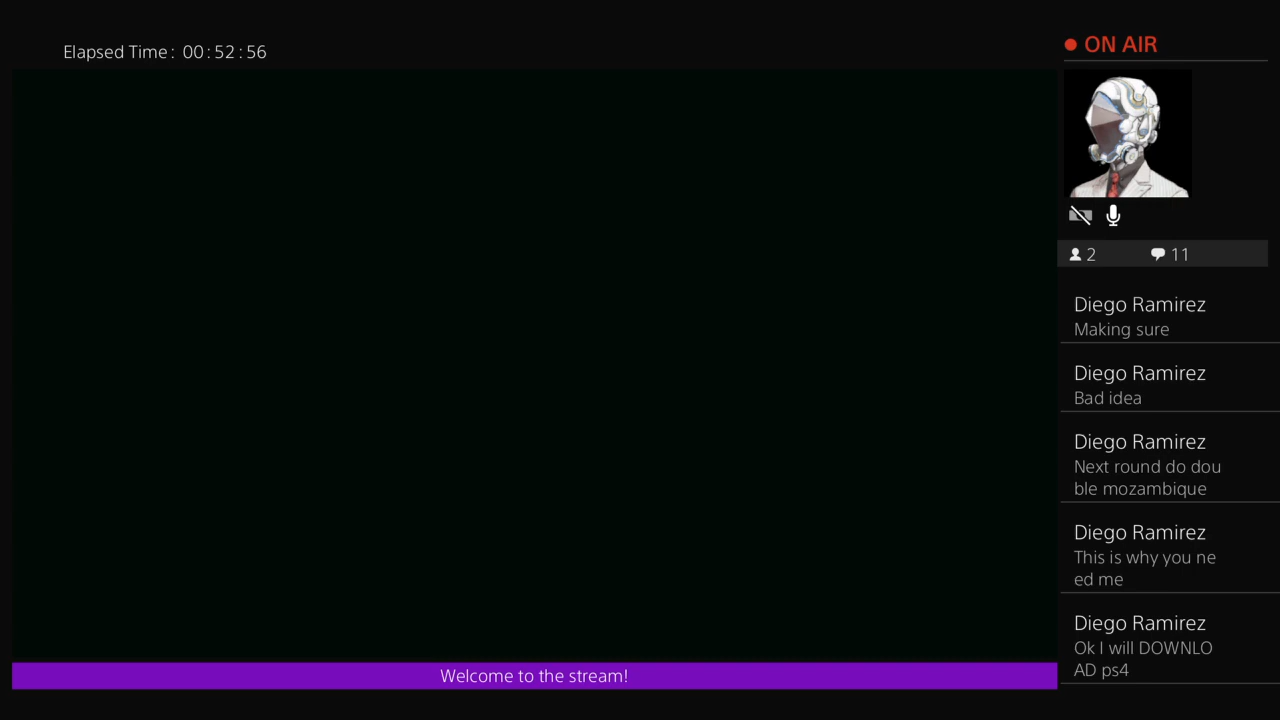 Elapsed Time: 00:52:56
ON AIR
2
11
Diego Ramirez
Making sure
Diego Ramirez
Bad idea
Diego Ramirez
Next round do dou
ble mozambique
Diego Ramirez
This is why you ne
ed me
Diego Ramirez
Ok I will DOWNLO
AD ps4
Welcome to the stream!